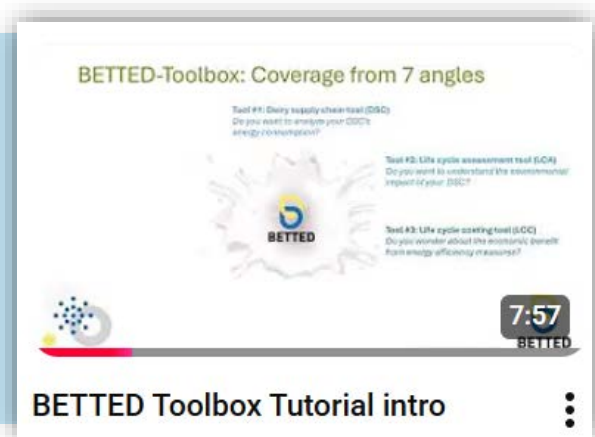 BETTED-Toolbox: Coverage from 7 angles
Tool #1: Dairy supply chain tool (DSC)
Do you want to analyze your DSC's
energy consumption?
Tool #2: Life cycle assessment tool (LCA)
Do you want to understand the environmental
impact of your DSC?
BETTED
Tool #3: Life cycle costing tool (LCC)
Do you wonder about the economic benefit
from energy efficiency measures?
7:57
BETTED
BETTED Toolbox Tutorial intro